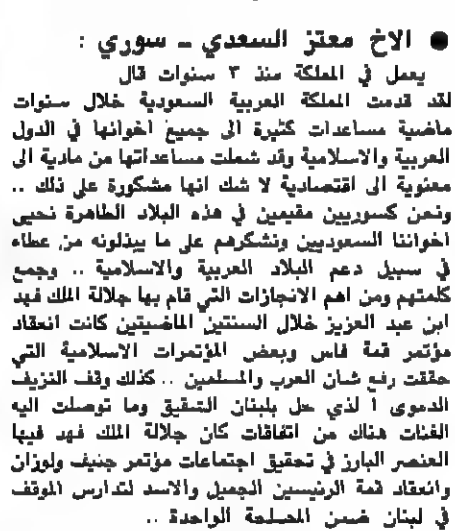 ● الاخ معتز السعدي ــ سوري :
يعمل في المملكة منذ ٣ سنوات قال
لقد قدمت المملكة العربية السعودية خلال سنوات
ماضية مساعدات كثيرة الى جميع اخوانها في الدول
العربية والاسلامية وقد شملت مساعداتها من مادية الى
معنوية الى اقتصادية لا شك انها مشكورة على ذلك ..
ونحن كسوريين مقيمين في هذه البلاد الطاهرة نحيي
اخواننا السعوديين ونشكرهم على ما يبذلونه من عطاء
في سبيل دعم البلاد العربية والاسلامية .. وجمع
كلمتهم ومن اهم الانجازات التي قام بها جلالة الملك فهد
ابن عبد العزيز خلال السنتين الماضيتين كانت انعقاد
مؤتمر قمة فاس وبعض المؤتمرات الاسلامية التي
حققت رفع شان العرب والمسلمين .. كذلك وقف النزيف
الدموى ا لذي حل بلبنان الشقيق وما توصلت اليه
الفئات هناك من اتفاقات كان جلالة الملك فهد فيها
العنصر البارز في تحقيق اجتماعات مؤتمر جنيف ولوزان
وانعقاد قمة الرئيسين الجميل والاسد لتدارس الموقف
في لبنان ضمن المصلحة الواحدة ..